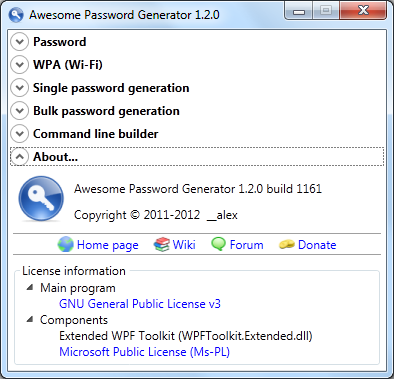 Awesome Password Generator 1.2.0
Password
WPA (Wi-Fi)
Single password generation
Bulk password generation
Command line builder
About...
Awesome Password Generator 1.2.0 build 1161
Copyright © 2011-2012 __alex
Home page Wiki Forum Donate
License information
Main program
GNU General Public License v3
Components
Extended WPF Toolkit (WPFToolkit.Extended.dll)
Microsoft Public License (Ms-PL)